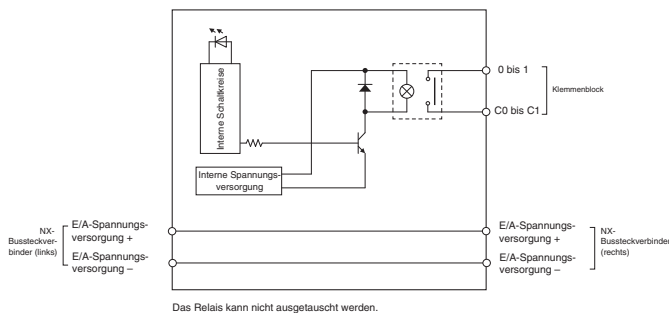 Interne Schaltkreise
0 bis 1
Klemmenblock
C0 bis C1
Interne Spannungs-
versorgung
NX-
Bussteckver-
binder (links)
E/A-Spannungs-
versorgung +
E/A-Spannungs-
versorgung –
E/A-Spannungs-
versorgung +
E/A-Spannungs-
versorgung –
NX-
Bussteckverbinder
(rechts)
Das Relais kann nicht ausgetauscht werden.